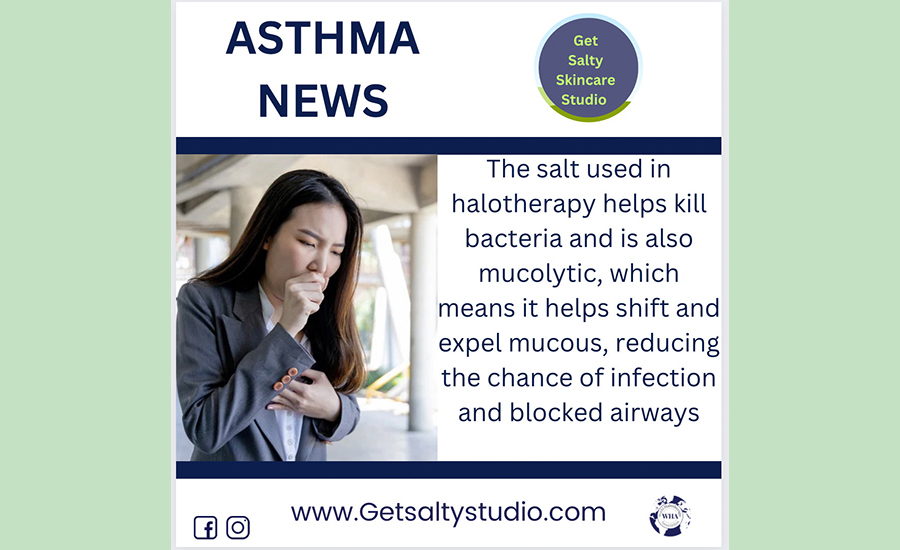 ASTHMA
NEWS
Get
Salty
Skincare
Studio
The salt used in
halotherapy helps kill
bacteria and is also
mucolytic, which
means it helps shift and
expel mucous, reducing
the chance of infection
and blocked airways
www.Getsaltystudio.com
WHA